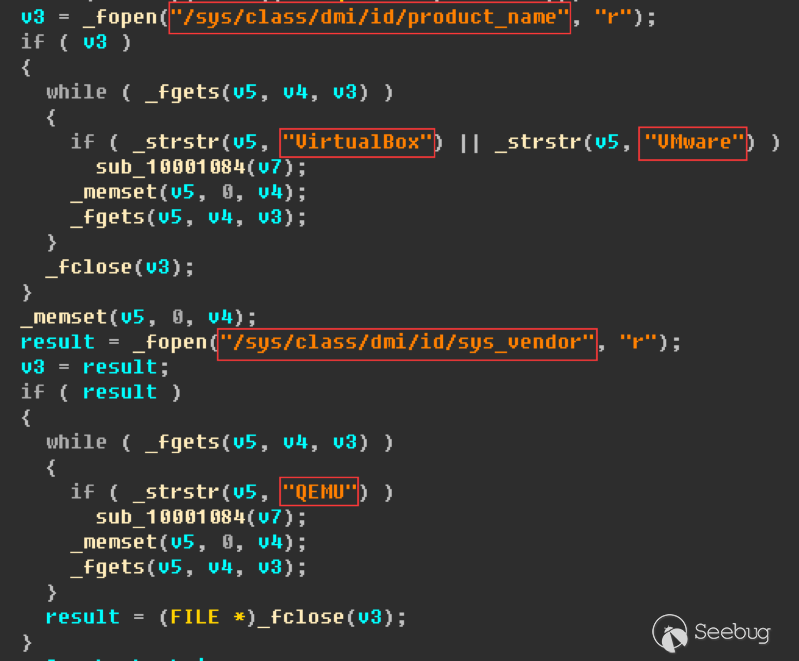 v3 = _fopen("/sys/class/dmi/id/product_name", "r");
if ( v3 )
{
  while ( _fgets(v5, v4, v3) )
  {
    if ( _strstr(v5, "VirtualBox") || _strstr(v5, "VMware") )
      sub_10001084(v7);
    _memset(v5, 0, v4);
    _fgets(v5, v4, v3);
  }
  _fclose(v3);
}
_memset(v5, 0, v4);
result = _fopen("/sys/class/dmi/id/sys_vendor", "r");
v3 = result;
if ( result )
{
  while ( _fgets(v5, v4, v3) )
  {
    if ( _strstr(v5, "QEMU") )
      sub_10001084(v7);
    _memset(v5, 0, v4);
    _fgets(v5, v4, v3);
  }
  result = (FILE *)_fclose(v3);
}
Seebug